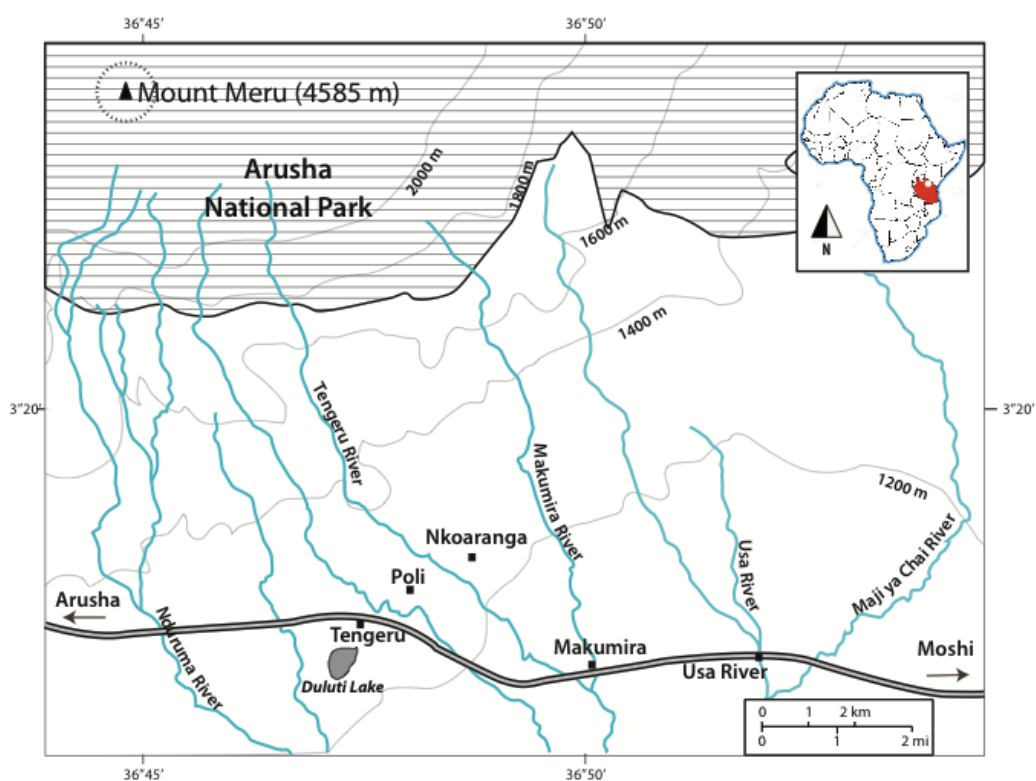 36°45'
36°50'
Mount Meru (4585 m)
Arusha
National Park
2000 m
1800 m
1600 m
1400 m
N
3"20'
3"20'
Tengeru River
Makumira River
1200 m
Nkoaranga
Usa River
Maji ya Chai River
Poli
Arusha
Nduruma River
Tengeru
Makumira
Moshi
Usa River
Duluti Lake
0 1 2 km
0 1 2 mi
36"45'
36"50'